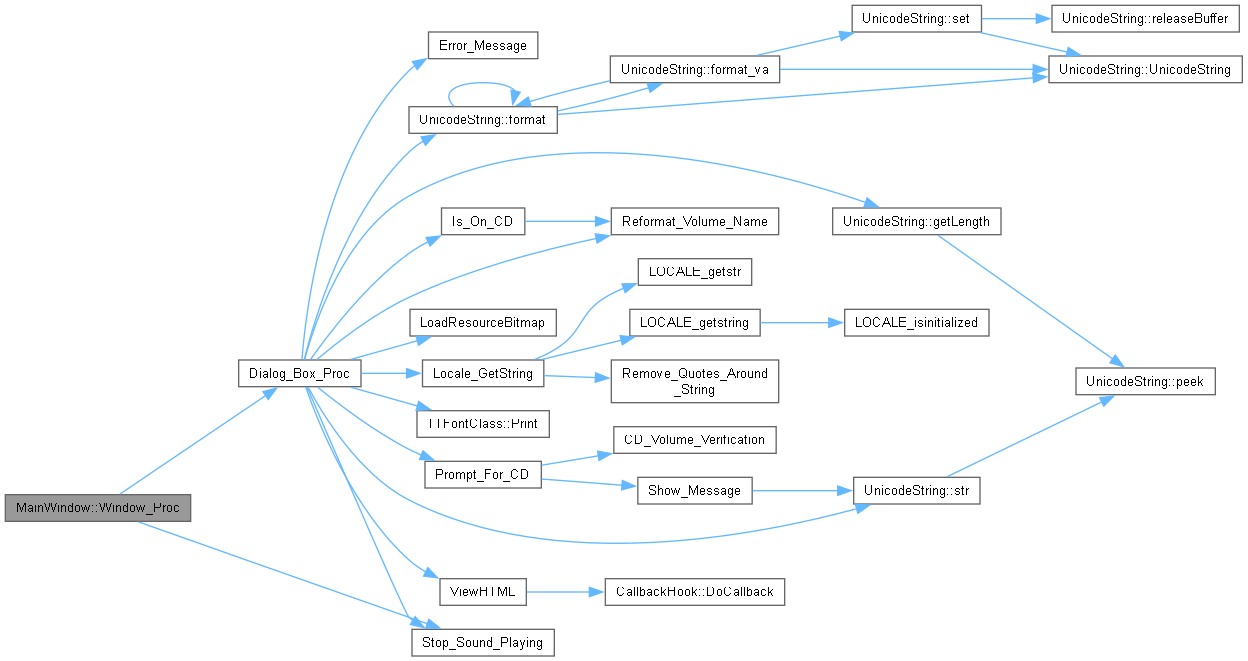 UnicodeString::set
UnicodeString::releaseBuffer
Error_Message
UnicodeString::format_va
UnicodeString::UnicodeString
UnicodeString::format
Is_On_CD
Reformat_Volume_Name
UnicodeString::getLength
LOCALE_getstr
LoadResourceBitmap
LOCALE_getstring
LOCALE_isinitialized
Dialog_Box_Proc
Locale_GetString
Remove_Quotes_Around
_String
UnicodeString::peek
TTFontClass::Print
CD_Volume_Verification
Prompt_For_CD
Show_Message
UnicodeString::str
MainWindow::Window_Proc
ViewHTML
CallbackHook::DoCallback
Stop_Sound_Playing